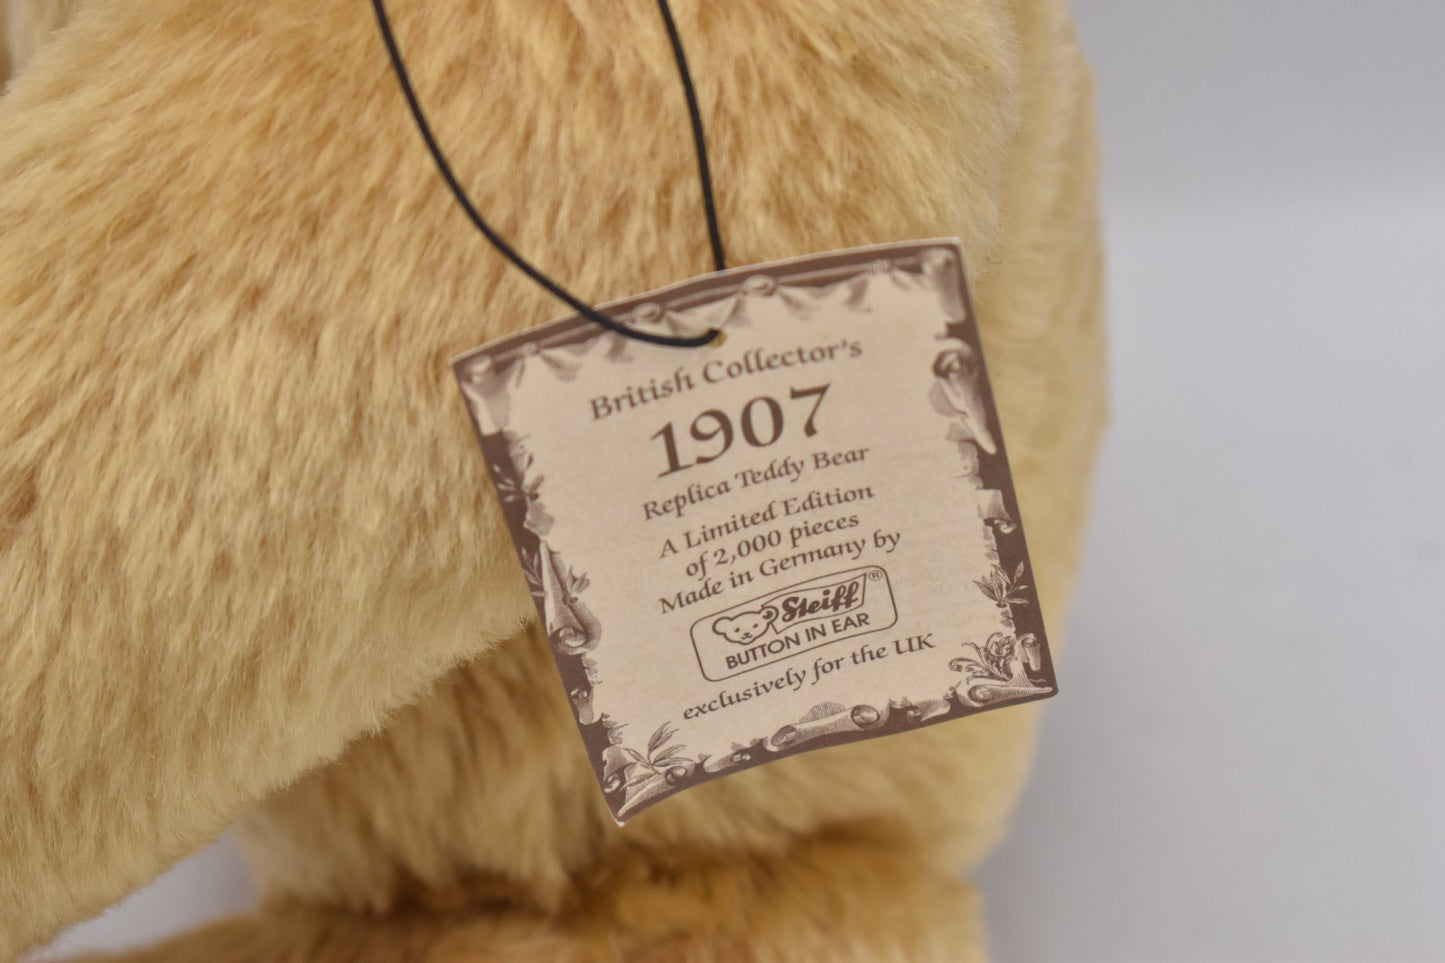 British Collector's
1907
Replica Teddy Bear
A Limited Edition
of 2,000 pieces
Made in Germany by
Steiff®
BUTTON IN EAR
exclusively for the UK